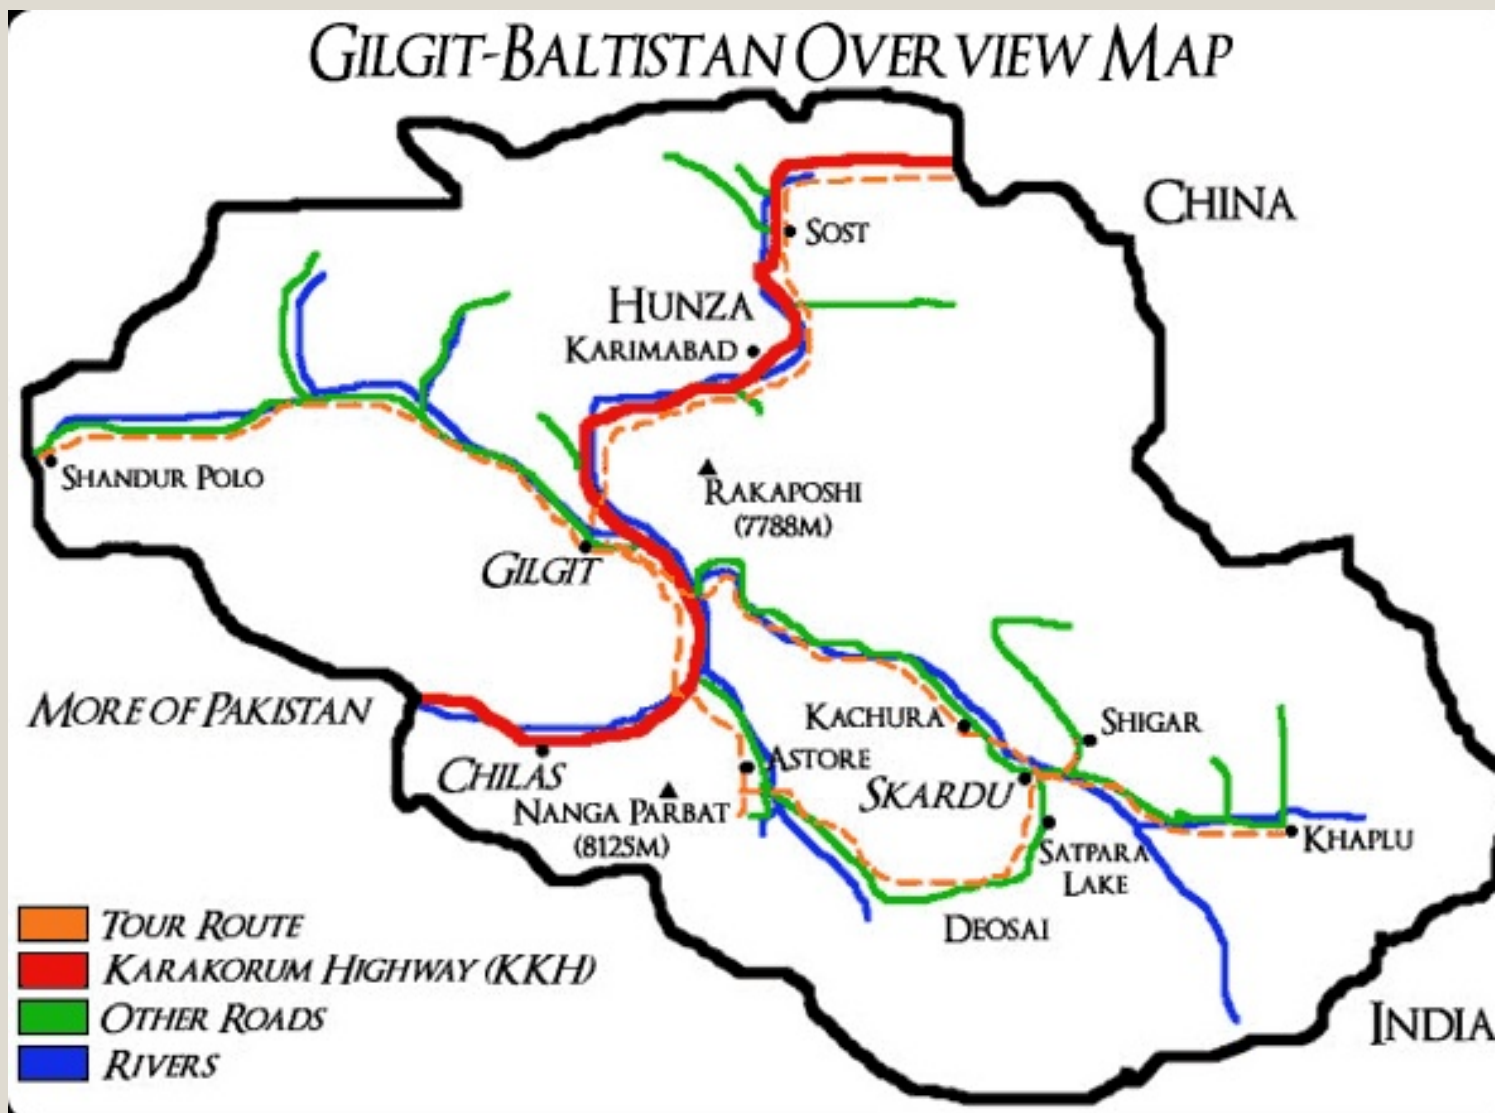 GILGIT-BALTISTAN OVERVIEW MAP
CHINA
SOST
HUNZA
KARIMABAD
SHANDUR POLO
RAKAPOSHI
(7788M)
GILGIT
MORE OF PAKISTAN
KACHURA
SHIGAR
ASTORE
CHILAS
SKARDU
NANGA PARBAT
(8125M)
KHAPLU
SATPARA
LAKE
DEOSAI
TOUR ROUTE
KARAKORUM HIGHWAY (KKH)
OTHER ROADS
RIVERS
INDIA